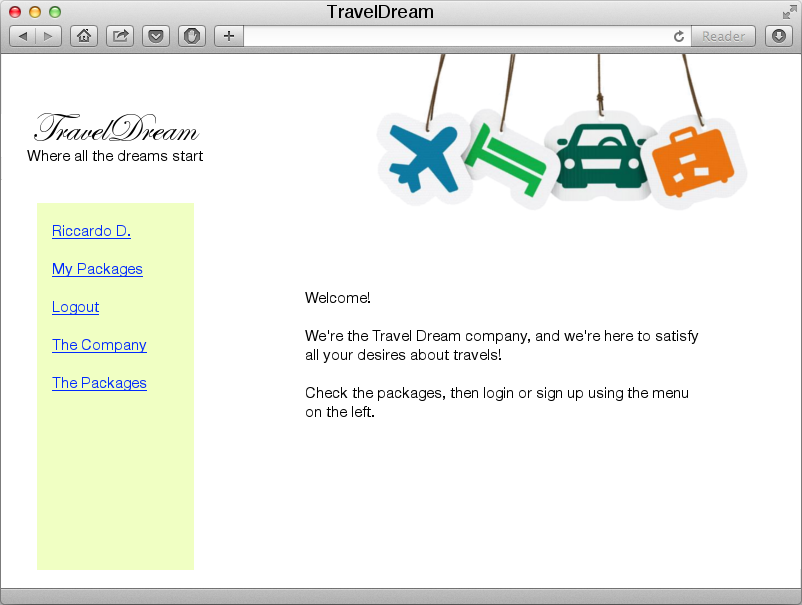 TravelDream
Reader
TravelDream
Where all the dreams start
Riccardo D.
My Packages
Logout
The Company
The Packages
Welcome!
We're the Travel Dream company, and we're here to satisfy
all your desires about travels!
Check the packages, then login or sign up using the menu
on the left.